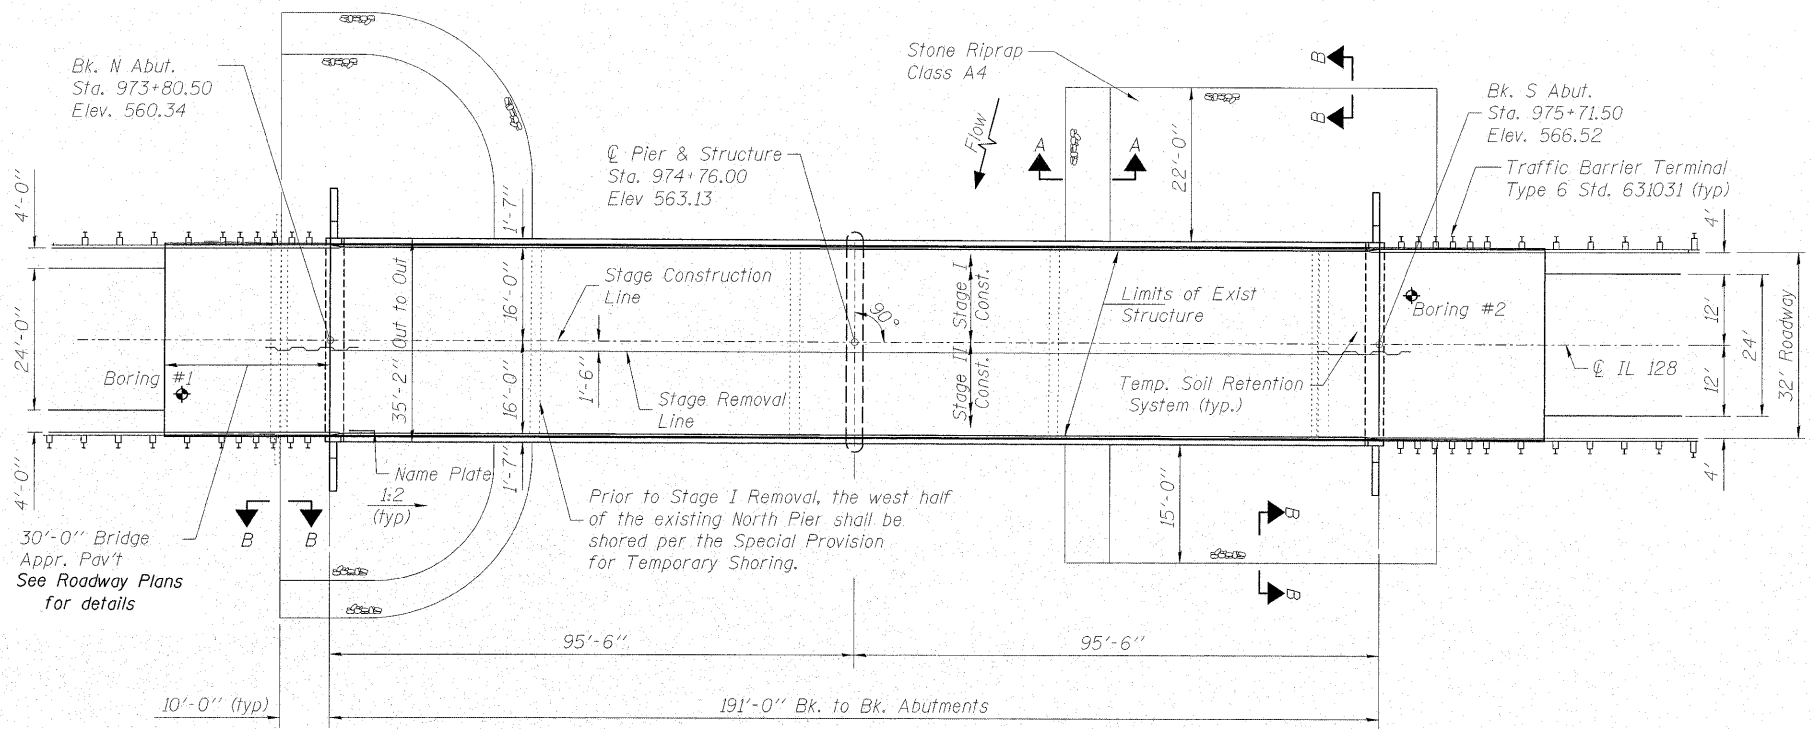 Bk. N Abut.
Sta. 973+80.50
Elev. 560.34
Stone Riprap
Class A4
Flow
B
B
Bk. S Abut.
Sta. 975+71.50
Elev. 566.52
Traffic Barrier Terminal
Type 6 Std. 631031 (typ)
℄ Pier & Structure
Sta. 974+76.00
Elev 563.13
A
A
22'-0"
4'-0"
1'-7"
4'
24'-0"
35'-2" Out to Out
16'-0"
16'-0"
Stage Construction
Line
90°
Stage I
Const.
Stage II
Const.
Limits of Exist
Structure
Boring #2
12'
12'
24'
32' Roadway
℄ IL 128
Boring #1
1'-6"
Stage Removal
Line
Temp. Soil Retention
System (typ.)
4'-0"
1'-7"
4'
Name Plate
1:2
(typ)
B
B
30'-0" Bridge
Appr. Pav't
See Roadway Plans
for details
Prior to Stage I Removal, the west half
of the existing North Pier shall be
shored per the Special Provision
for Temporary Shoring.
15'-0"
B
B
95'-6"
95'-6"
10'-0" (typ)
191'-0" Bk. to Bk. Abutments